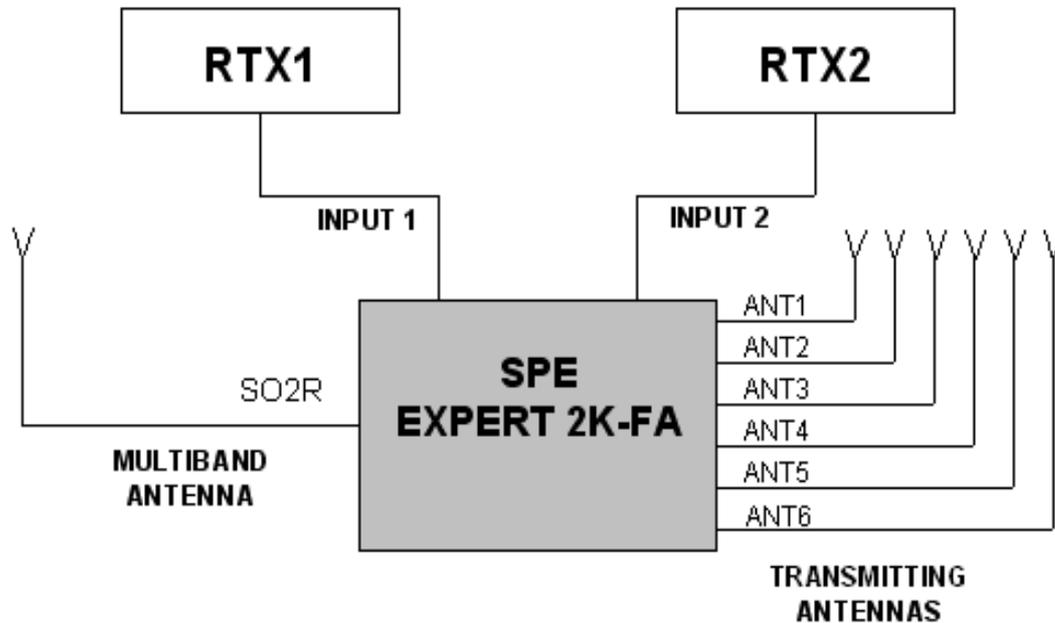 RTX1
RTX2
INPUT 1
INPUT 2
ANT1
ANT2
ANT3
ANT4
ANT5
ANT6
SPE
EXPERT 2K-FA
SO2R
MULTIBAND
ANTENNA
TRANSMITTING
ANTENNAS